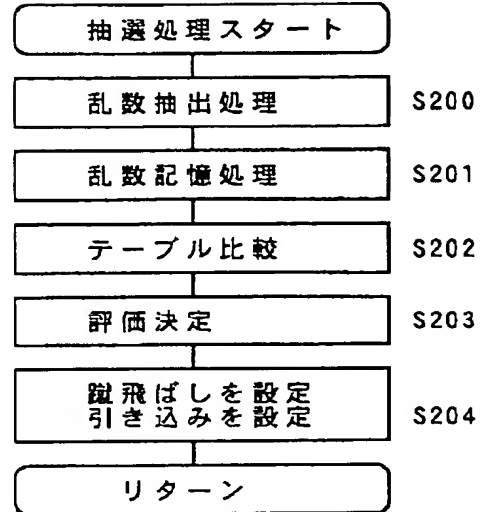 抽選処理スタート
乱数抽出処理 S200
乱数記憶処理 S201
テーブル比較 S202
評価決定 S203
蹴飛ばしを設定
引き込みを設定 S204
リターン